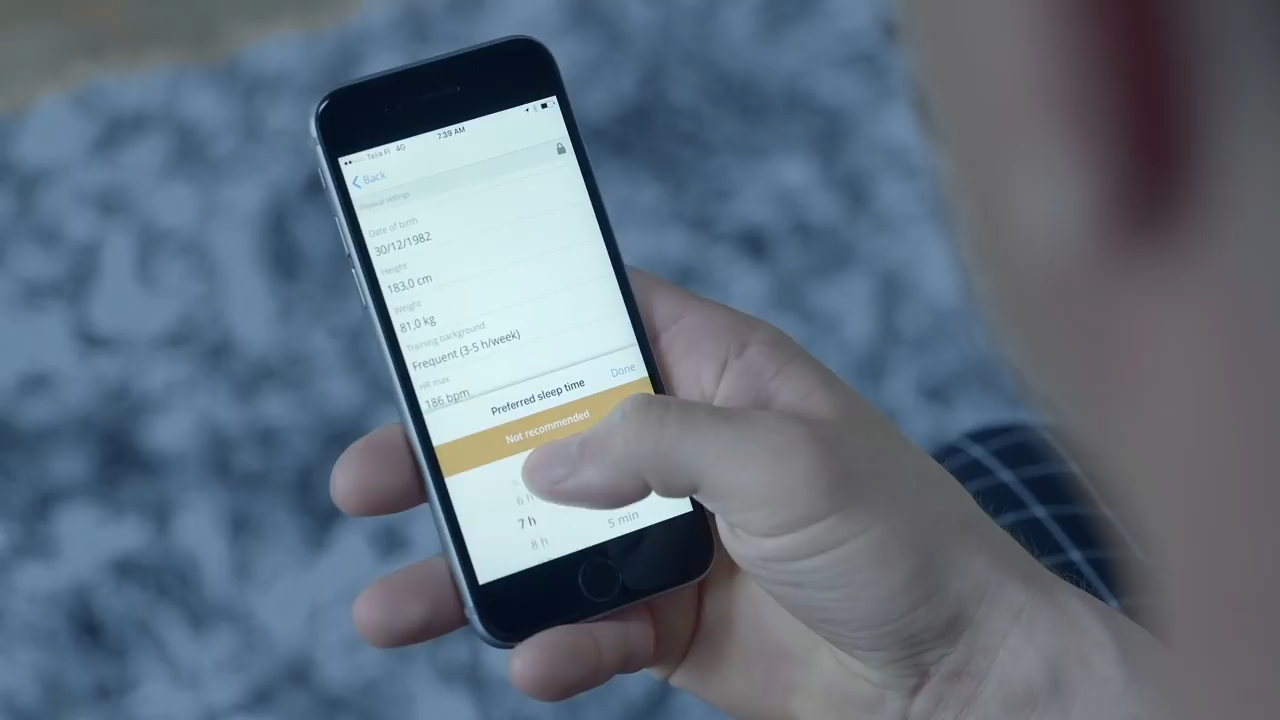 Telia FI 4G 7.39 AM
Back
Physical settings
Date of birth
30/12/1982
Height
183,0 cm
Weight
81,0 kg
Training background
Frequent (3-5 h/week)
HR max
186 bpm
Preferred sleep time
Done
Not recommended
6 h
7 h
5 min
8 h